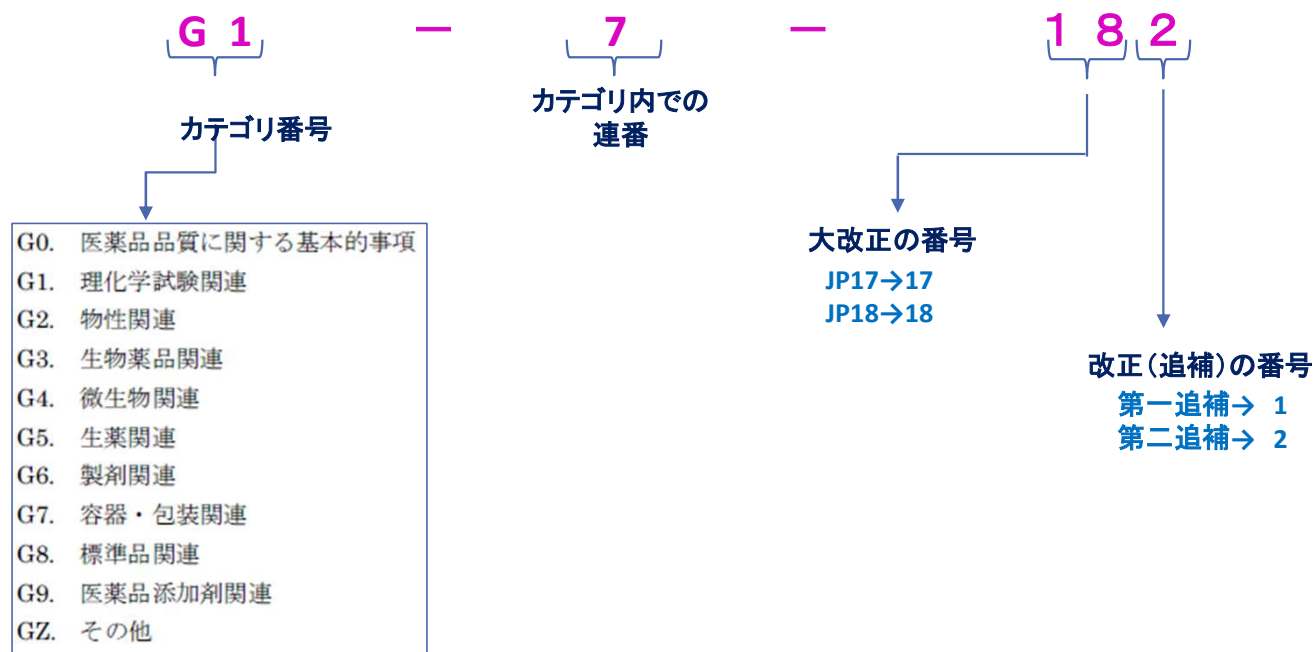 G1 － 7 － １８２
カテゴリ番号
カテゴリ内での
連番
G0. 医薬品品質に関する基本的事項
G1. 理化学試験関連
G2. 物性関連
G3. 生物薬品関連
G4. 微生物関連
G5. 生薬関連
G6. 製剤関連
G7. 容器・包装関連
G8. 標準品関連
G9. 医薬品添加剤関連
GZ. その他
大改正の番号
JP17→17
JP18→18
改正（追補）の番号
第一追補→ 1
第二追補→ 2